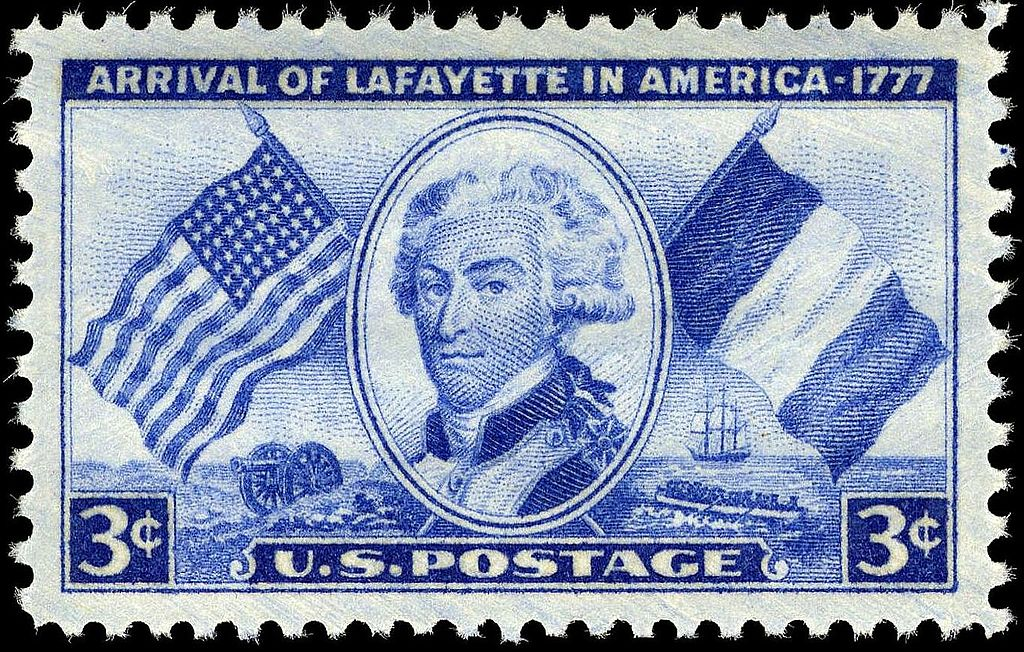 ARRIVAL OF LAFAYETTE IN AMERICA-1777
3¢
U.S. POSTAGE
3¢